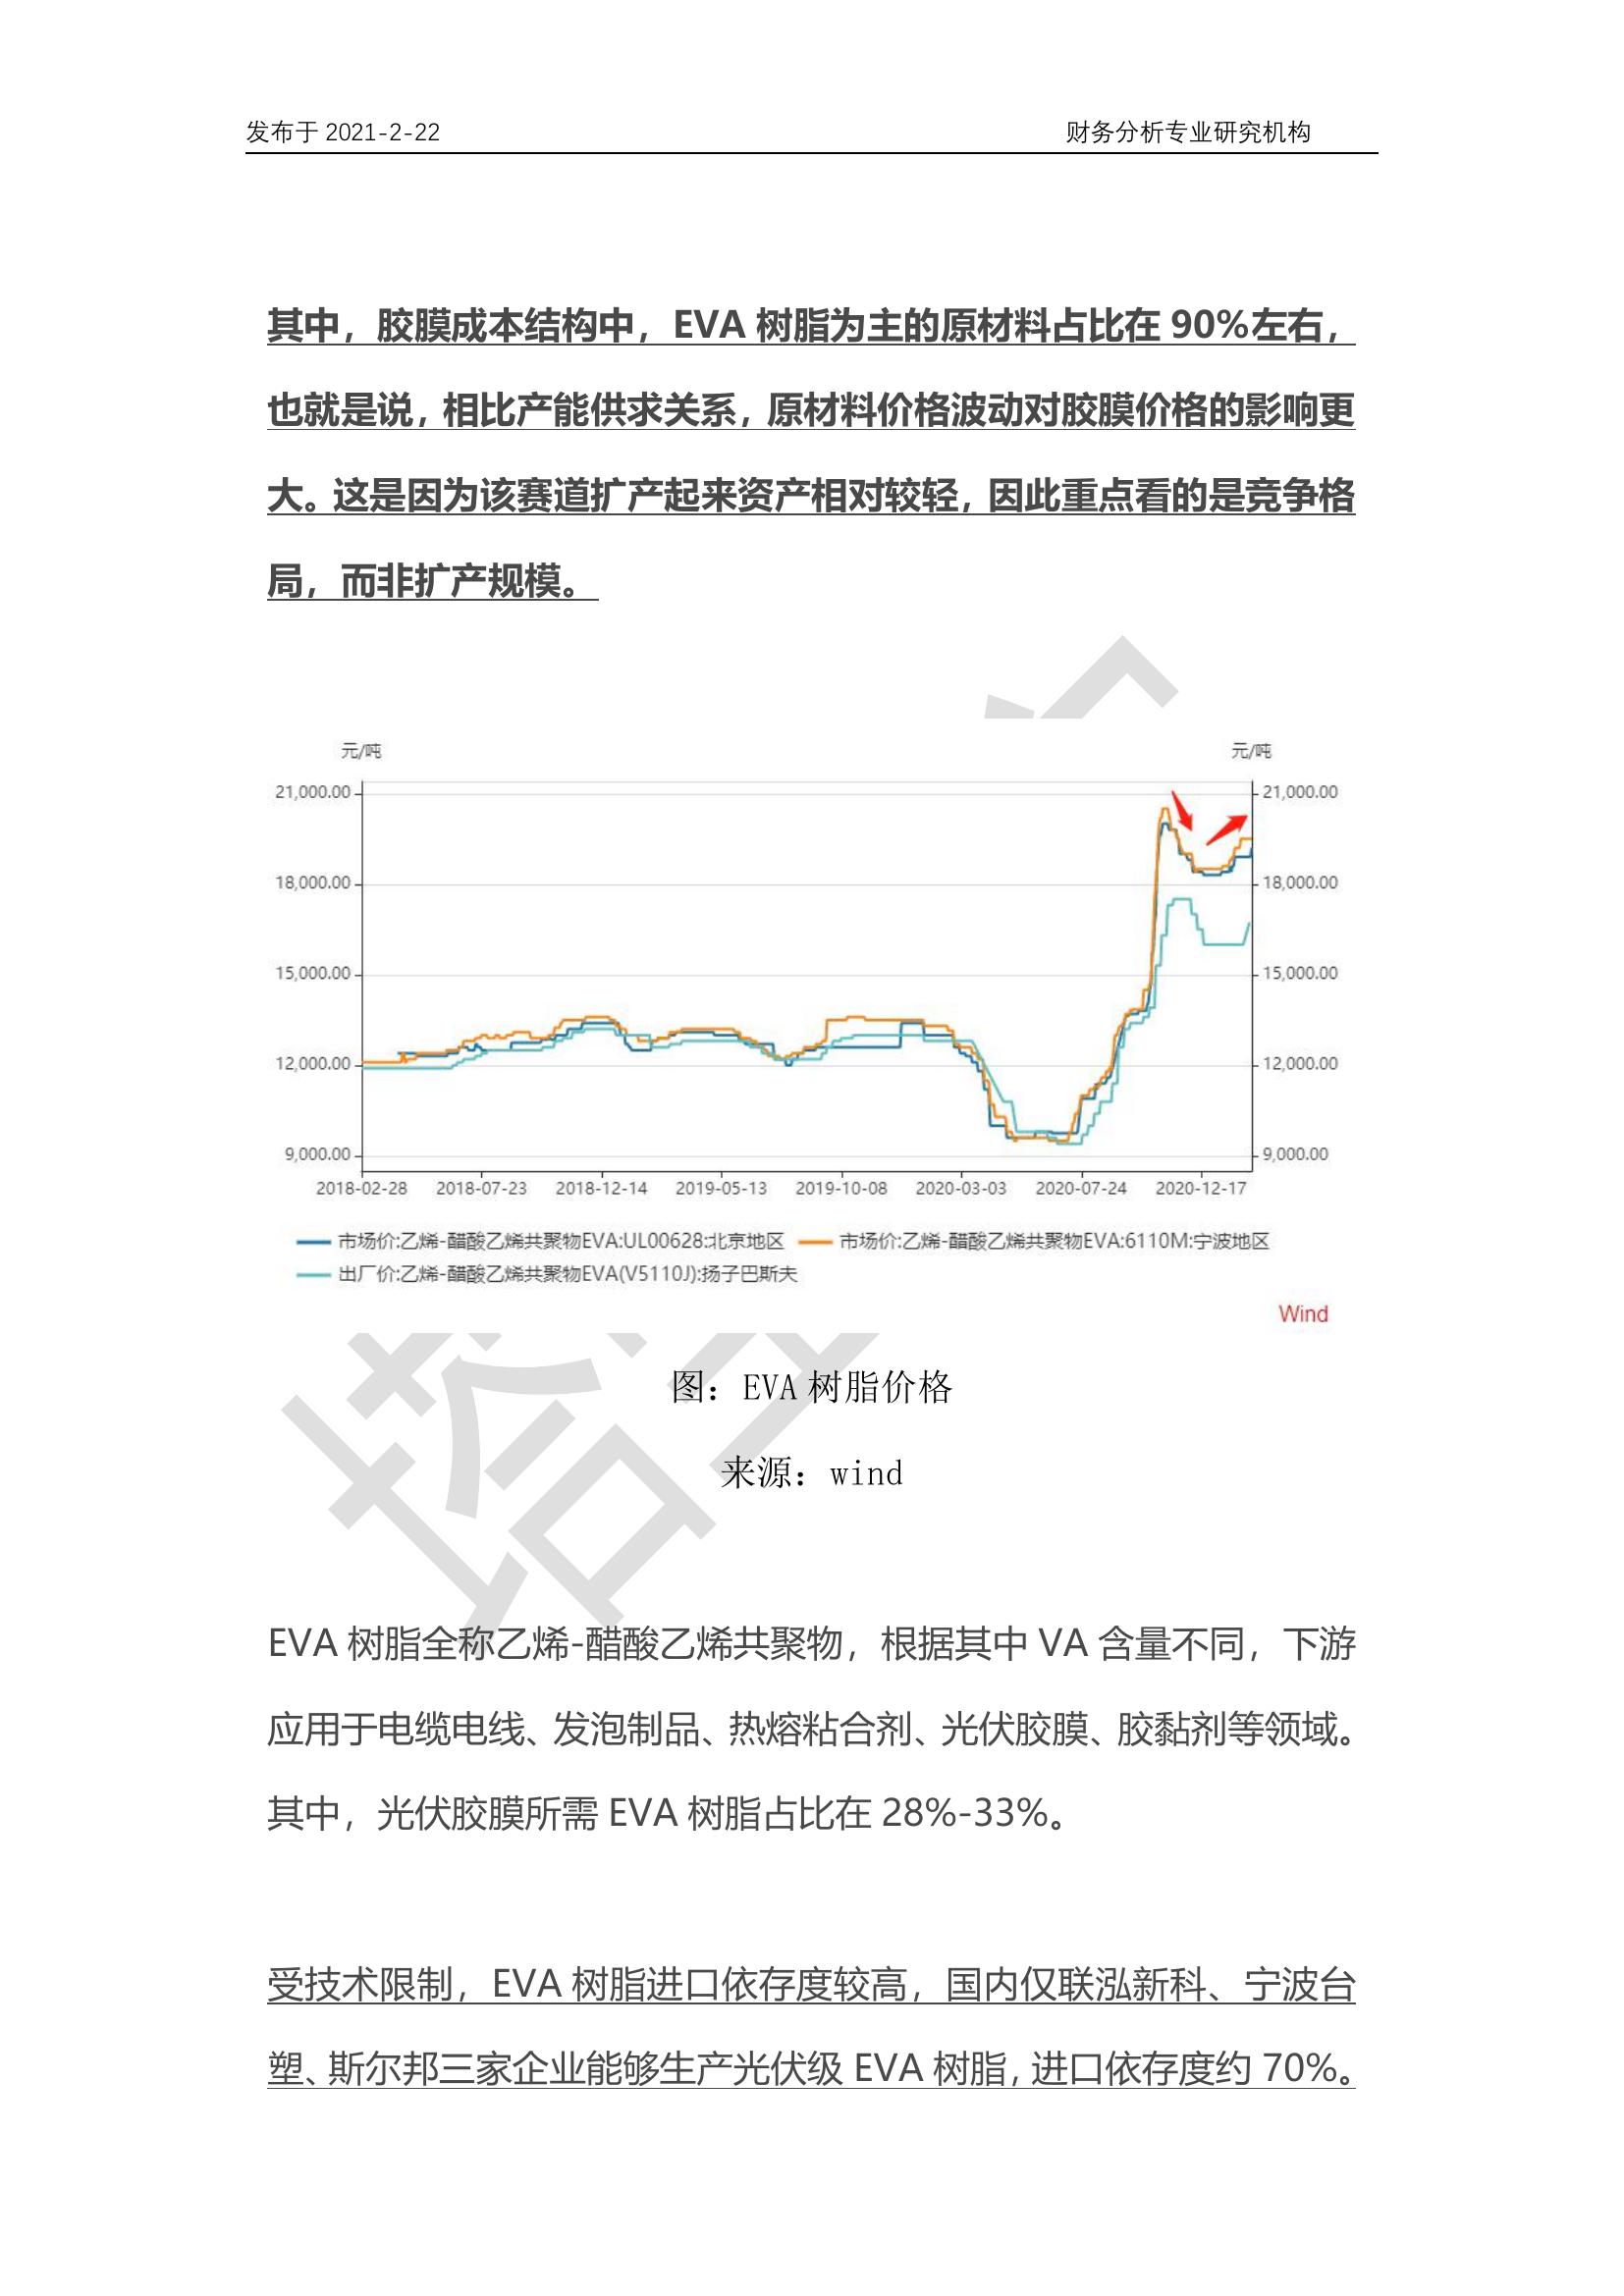 发布于 2021-2-22 财务分析专业研究机构
其中，胶膜成本结构中，EVA 树脂为主的原材料占比在 90%左右，
也就是说，相比产能供求关系，原材料价格波动对胶膜价格的影响更
大。这是因为该赛道扩产起来资产相对较轻，因此重点看的是竞争格
局，而非扩产规模。
元/吨 元/吨
21,000.00 21,000.00
18,000.00 18,000.00
15,000.00 15,000.00
12,000.00 12,000.00
9,000.00 9,000.00
2018-02-28 2018-07-23 2018-12-14 2019-05-13 2019-10-08 2020-03-03 2020-07-24 2020-12-17
市场价:乙烯-醋酸乙烯共聚物EVA:UL00628:北京地区 市场价:乙烯-醋酸乙烯共聚物EVA:6110M:宁波地区
出厂价:乙烯-醋酸乙烯共聚物EVA(V5110J):扬子巴斯夫
Wind
图：EVA 树脂价格
来源：wind
EVA 树脂全称乙烯-醋酸乙烯共聚物，根据其中 VA 含量不同，下游
应用于电缆电线、发泡制品、热熔粘合剂、光伏胶膜、胶黏剂等领域。
其中，光伏胶膜所需 EVA 树脂占比在 28%-33%。
受技术限制，EVA 树脂进口依存度较高，国内仅联泓新科、宁波台
塑、斯尔邦三家企业能够生产光伏级 EVA 树脂，进口依存度约 70%。